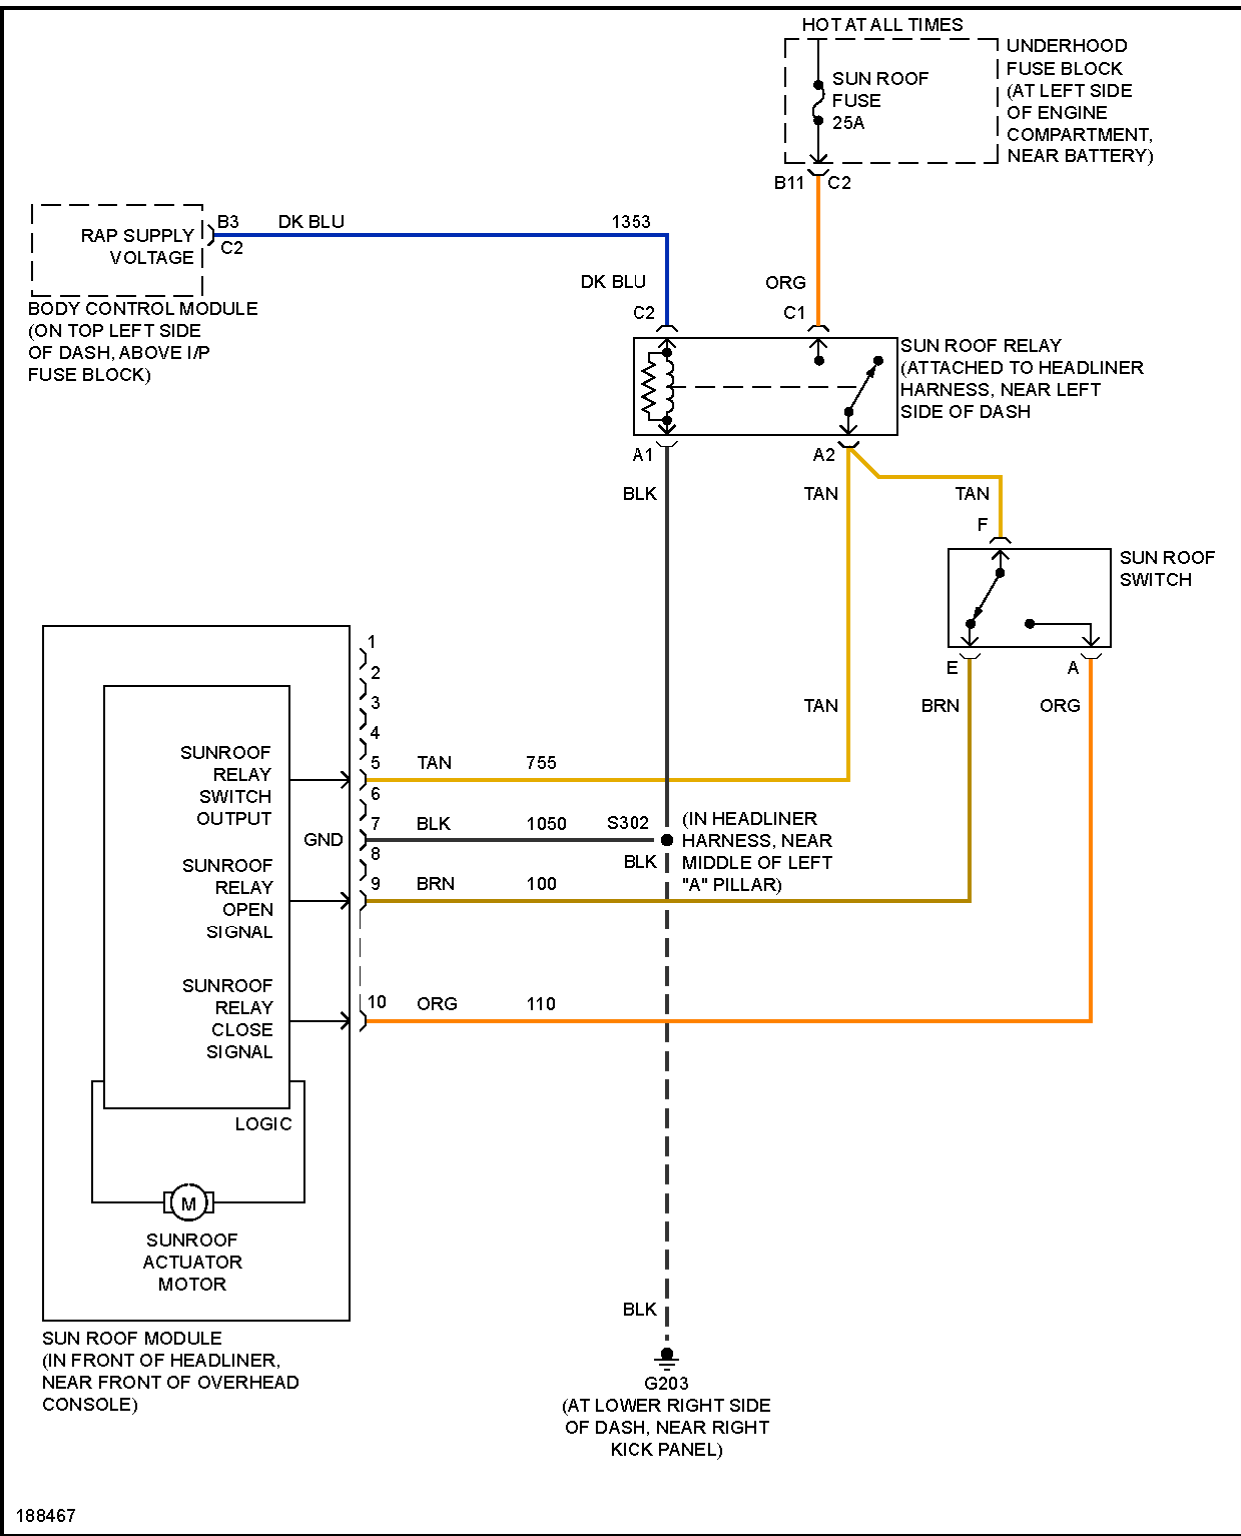 HOT AT ALL TIMES
UNDERHOOD
FUSE BLOCK
(AT LEFT SIDE
OF ENGINE
COMPARTMENT,
NEAR BATTERY)
SUN ROOF
FUSE
25A
B11
C2
RAP SUPPLY
VOLTAGE
B3
C2
DK BLU
1353
BODY CONTROL MODULE
(ON TOP LEFT SIDE
OF DASH, ABOVE I/P
FUSE BLOCK)
DK BLU
C2
ORG
C1
SUN ROOF RELAY
(ATTACHED TO HEADLINER
HARNESS, NEAR LEFT
SIDE OF DASH
A1
A2
BLK
TAN
TAN
F
SUN ROOF
SWITCH
E
A
TAN
BRN
ORG
1
2
3
4
5
TAN
755
6
7
BLK
1050
S302
8
BLK
9
BRN
100
10
ORG
110
(IN HEADLINER
HARNESS, NEAR
MIDDLE OF LEFT
"A" PILLAR)
SUNROOF
RELAY
SWITCH
OUTPUT
GND
SUNROOF
RELAY
OPEN
SIGNAL
SUNROOF
RELAY
CLOSE
SIGNAL
LOGIC
M
SUNROOF
ACTUATOR
MOTOR
SUN ROOF MODULE
(IN FRONT OF HEADLINER,
NEAR FRONT OF OVERHEAD
CONSOLE)
BLK
G203
(AT LOWER RIGHT SIDE
OF DASH, NEAR RIGHT
KICK PANEL)
188467